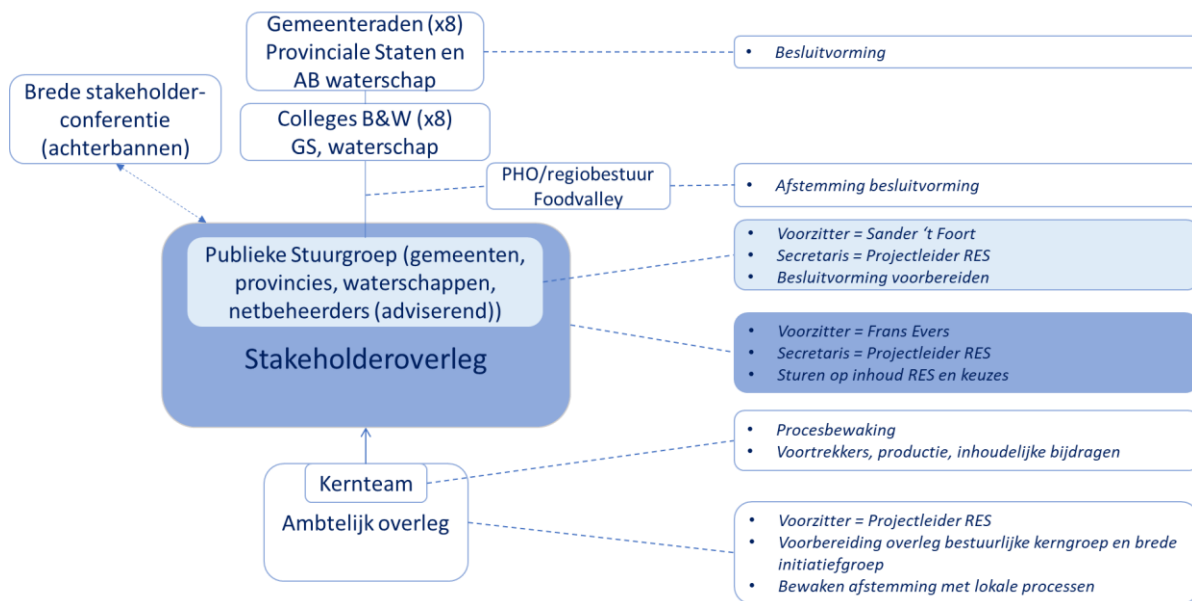 Gemeenteraden (x8)
Provinciale Staten en
AB waterschap
• Besluitvorming
Brede stakeholder-
conferentie
(achterbannen)
Colleges B&W (x8)
GS, waterschap
PHO/regiobestuur
Foodvalley
• Afstemming besluitvorming
Publieke Stuurgroep (gemeenten,
provincies, waterschappen,
netbeheerders (adviserend))
• Voorzitter = Sander ‘t Foort
• Secretaris = Projectleider RES
• Besluitvorming voorbereiden
Stakeholderoverleg
• Voorzitter = Frans Evers
• Secretaris = Projectleider RES
• Sturen op inhoud RES en keuzes
• Procesbewaking
• Voortrekkers, productie, inhoudelijke bijdragen
Kernteam
Ambtelijk overleg
• Voorzitter = Projectleider RES
• Voorbereiding overleg bestuurlijke kerngroep en brede
initiatiefgroep
• Bewaken afstemming met lokale processen